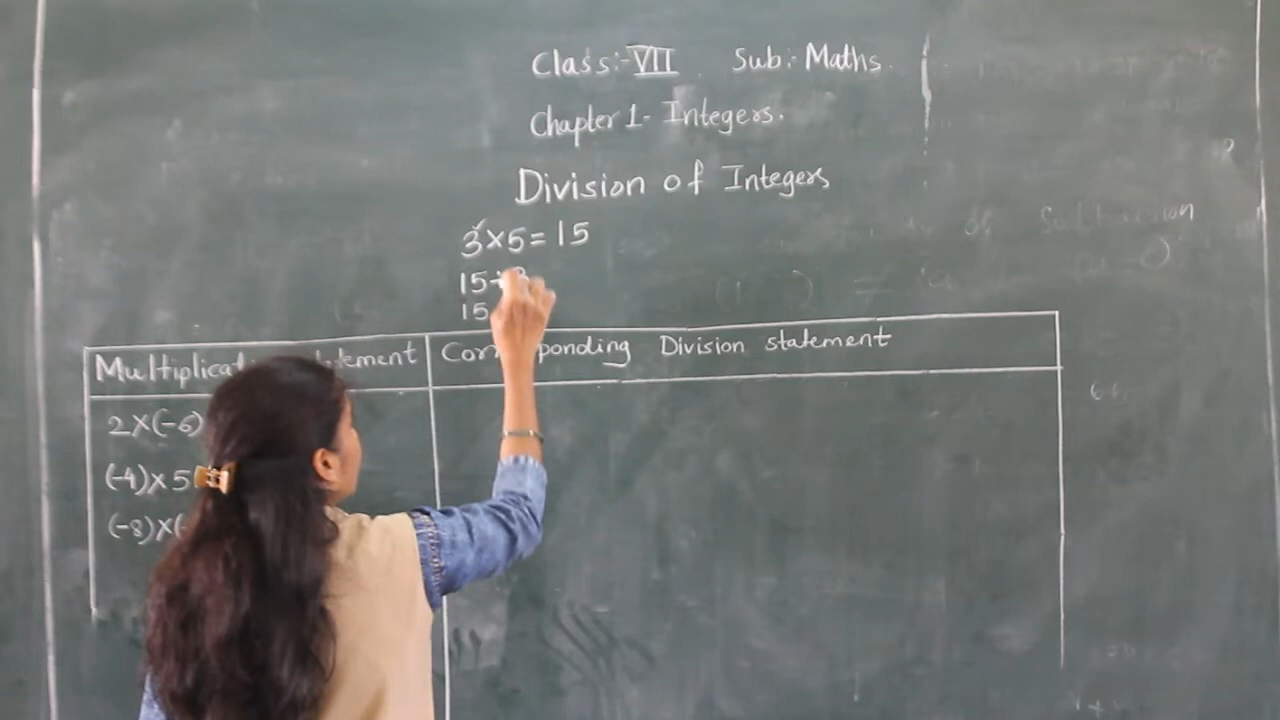 Class:- VII Sub:- Maths.
Chapter 1- Integers.
Division of Integers
3×5=15
15÷
15
Statement Corresponding Division statement
2×(-6)
(-4)×5
(-8)×(-